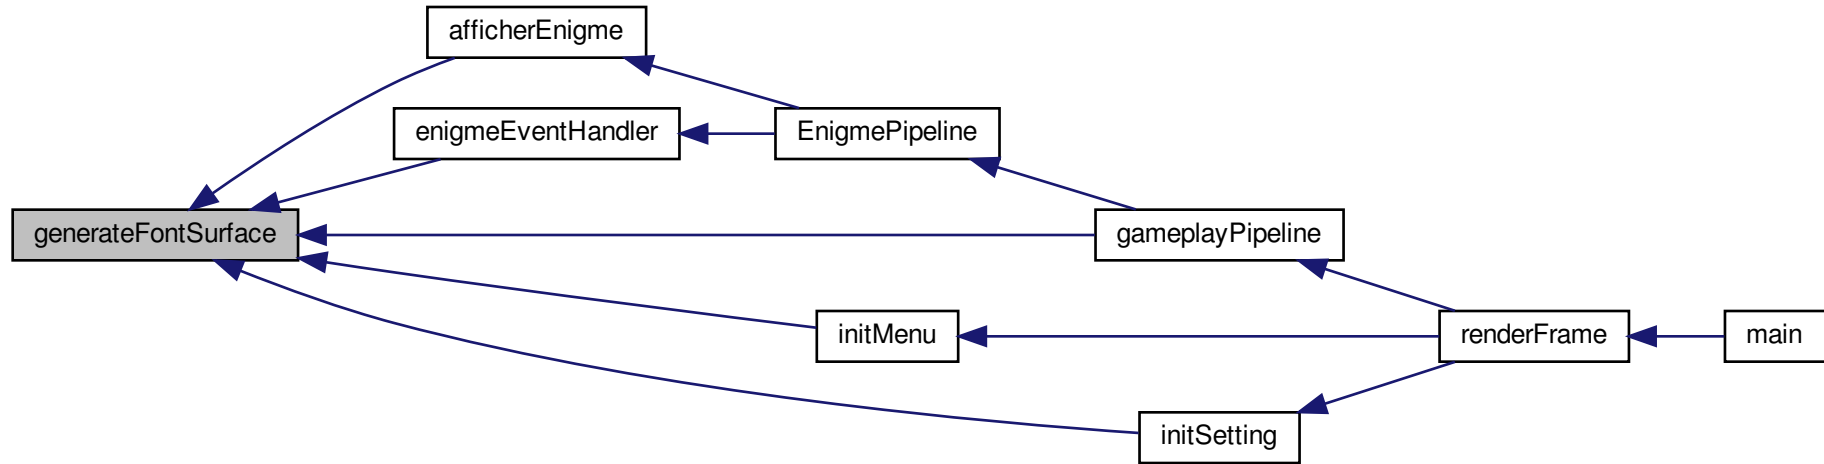 afficherEnigme
enigmeEventHandler
EnigmePipeline
generateFontSurface
gameplayPipeline
initMenu
renderFrame
main
initSetting